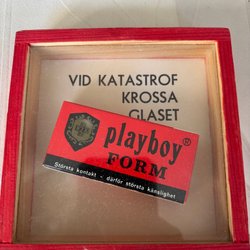 VID KATASTROF
KROSSA
GLASET
playboy®
FORM
Största kontakt - därför största känslighet